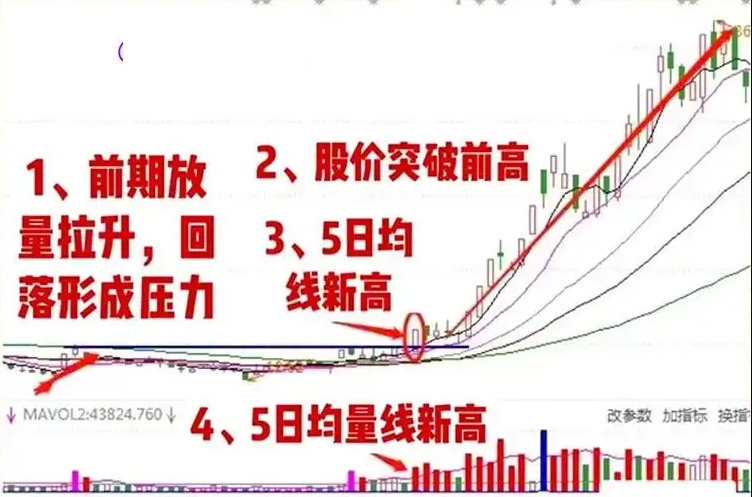 2、股价突破前高
1、前期放
量拉升，回
落形成压力
3、5日均
线新高
MAVOL2:43824.760
4、5日均量线新高
改参数 加指标 换指